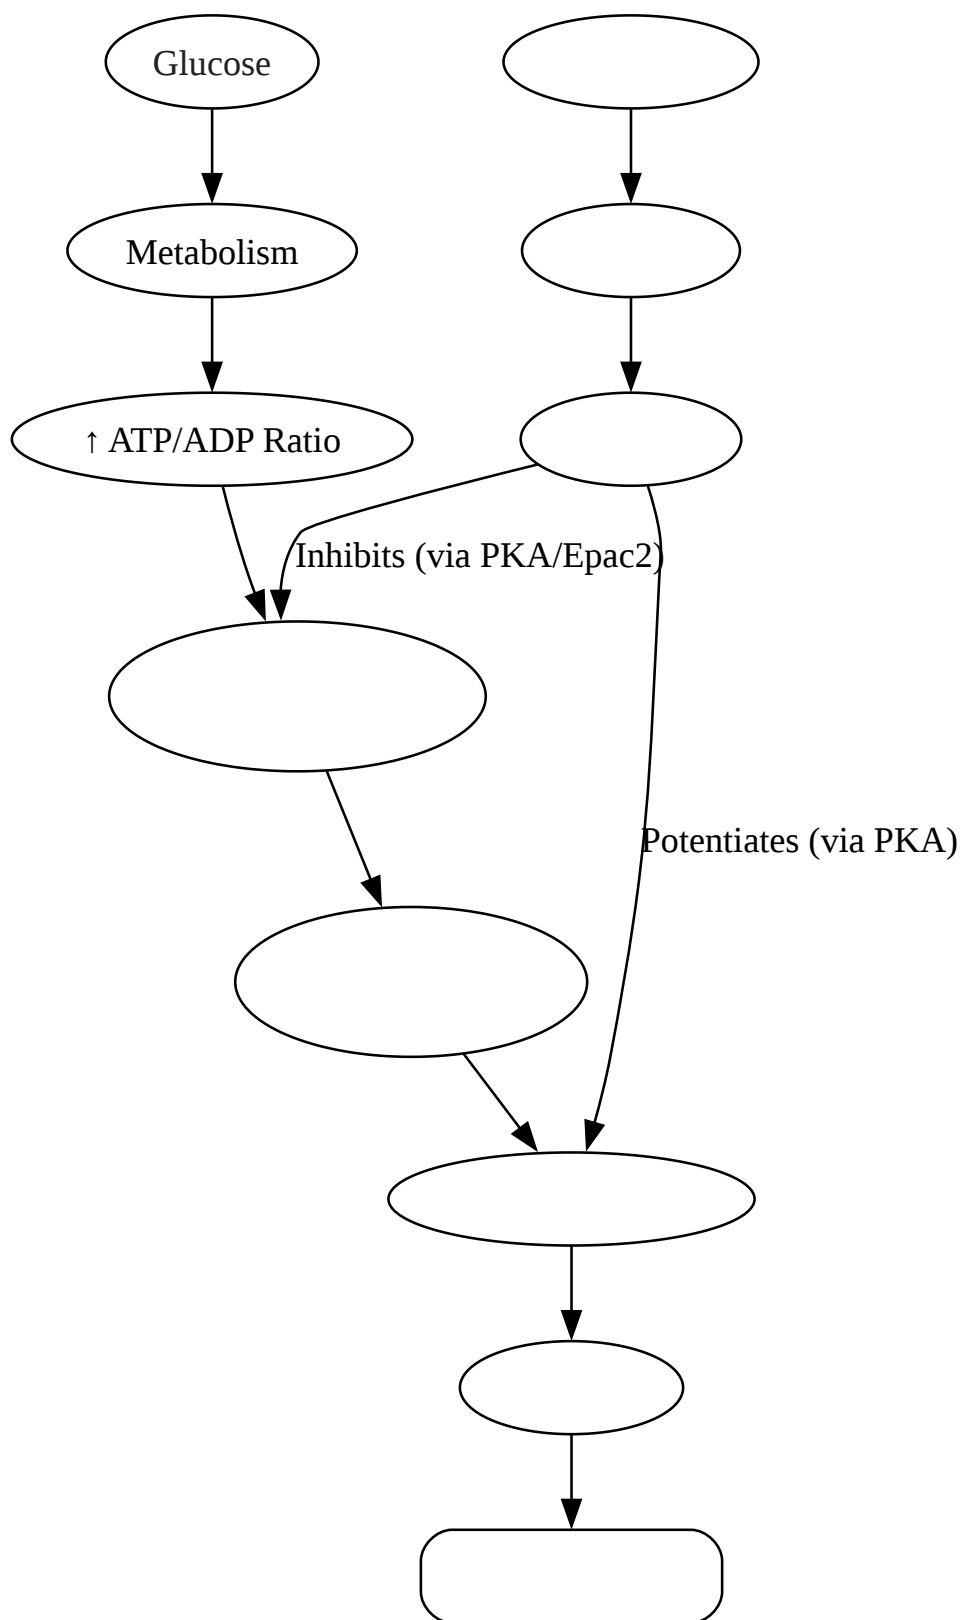 Glucose
Metabolism
↑ ATP/ADP Ratio
Inhibits (via PKA/Epac2)
Potentiates (via PKA)